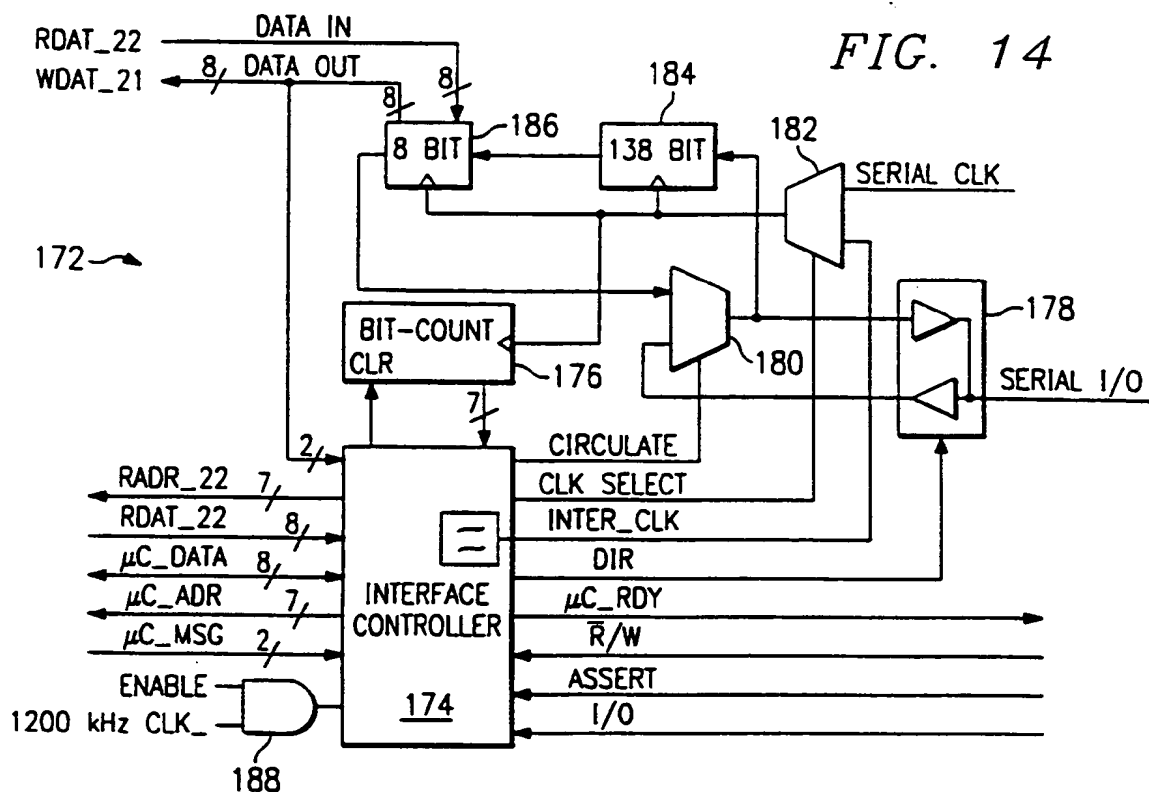 FIG. 14
RDAT_22 DATA IN
WDAT_21 8 DATA OUT
8 8
184
186
182
8 BIT
138 BIT
SERIAL CLK
172
178
BIT-COUNT
CLR
176
180
SERIAL I/O
7
2
CIRCULATE
RADR_22 7
CLK SELECT
RDAT_22 8
INTER_CLK
μC_DATA 8
DIR
INTERFACE
CONTROLLER
μC_ADR 7
μC_RDY
μC_MSG 2
R̅/W
ENABLE
ASSERT
1200 kHz CLK_
174
I/O
188